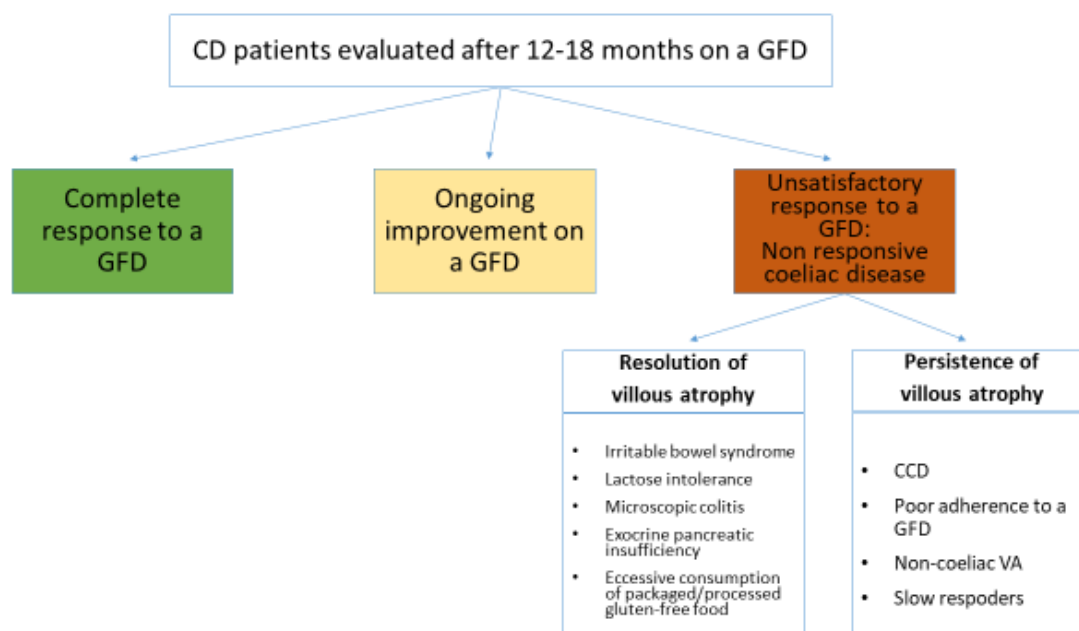 CD patients evaluated after 12-18 months on a GFD
Complete
response to a
GFD
Ongoing
improvement on
a GFD
Unsatisfactory
response to a
GFD:
Non responsive
coeliac disease
Resolution of
villous atrophy
• Irritable bowel syndrome
• Lactose intolerance
• Microscopic colitis
• Exocrine pancreatic
insufficiency
• Eccessive consumption
of packaged/processed
gluten-free food
Persistence of
villous atrophy
• CCD
• Poor adherence to a
GFD
• Non-coeliac VA
• Slow respoders